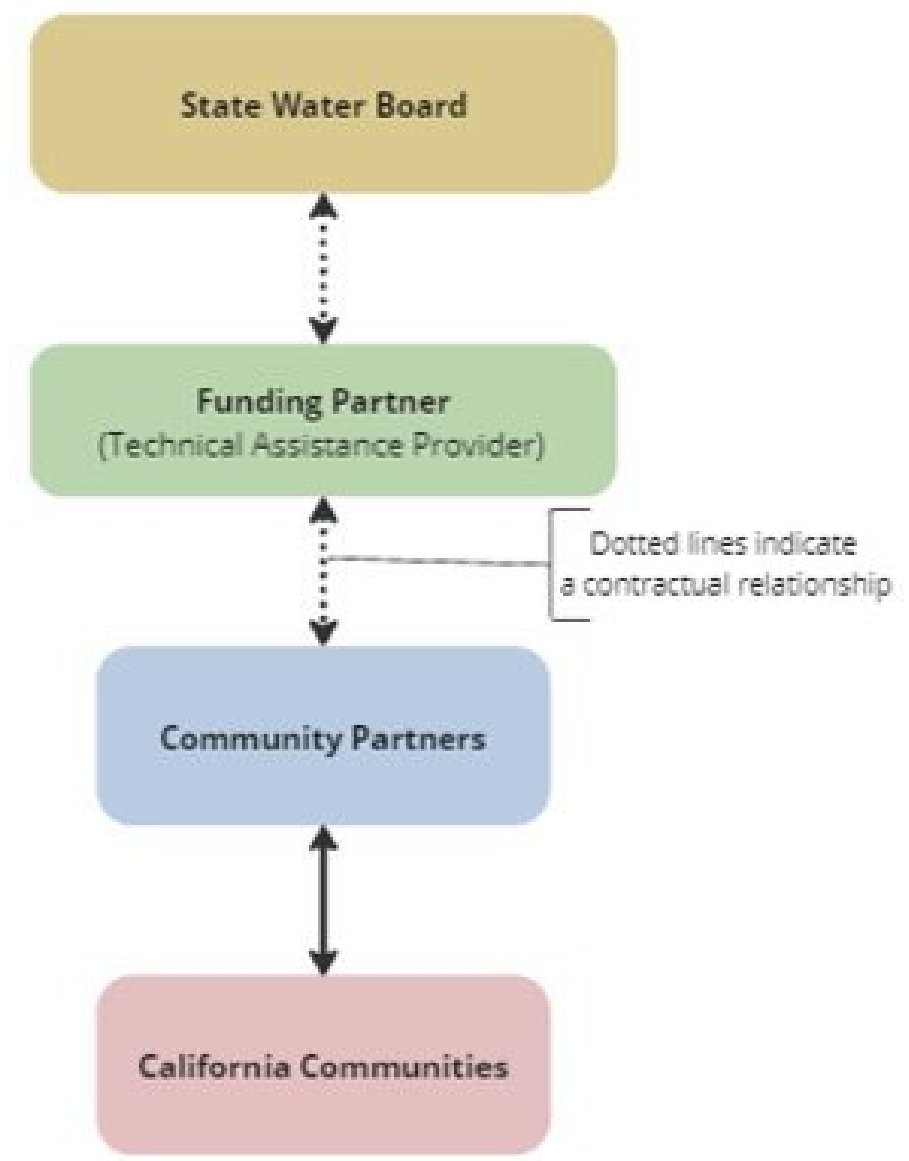 State Water Board
Funding Partner
(Technical Assistance Provider)
Dotted lines indicate
a contractual relationship
Community Partners
California Communities